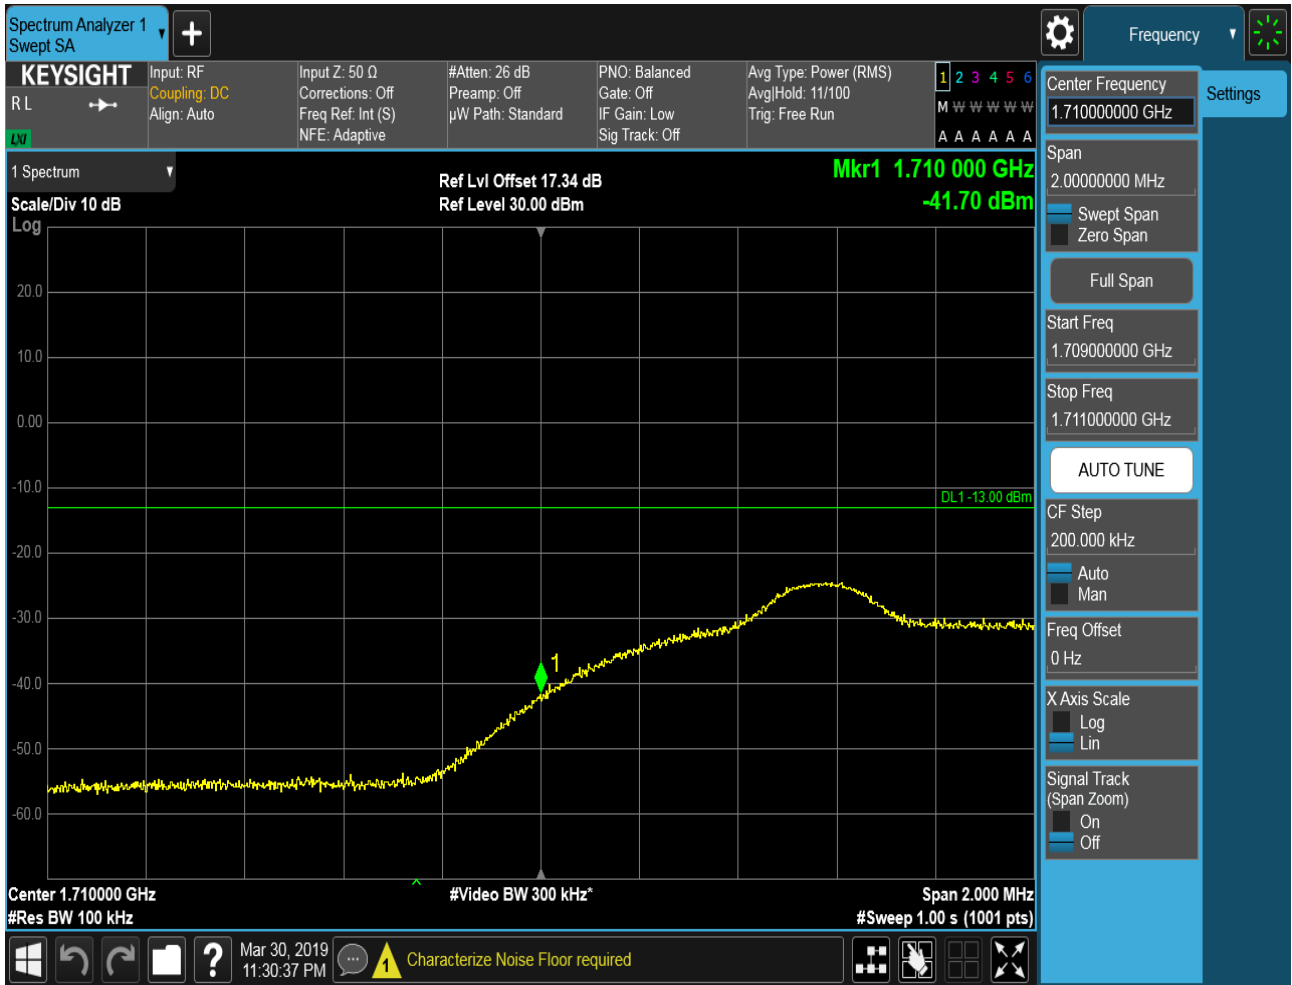 Spectrum Analyzer 1
Swept SA
Frequency
KEYSIGHT
R L
LXI
Input: RF
Coupling: DC
Align: Auto
Input Z: 50 Ω
Corrections: Off
Freq Ref: Int (S)
NFE: Adaptive
#Atten: 26 dB
Preamp: Off
µW Path: Standard
PNO: Balanced
Gate: Off
IF Gain: Low
Sig Track: Off
Avg Type: Power (RMS)
Avg|Hold: 11/100
Trig: Free Run
1 2 3 4 5 6
M W W W W W
A A A A A A
1 Spectrum
Scale/Div 10 dB
Log
Ref Lvl Offset 17.34 dB
Ref Level 30.00 dBm
Mkr1 1.710 000 GHz
-41.70 dBm
20.0
10.0
0.00
-10.0
-20.0
-30.0
-40.0
-50.0
-60.0
DL1 -13.00 dBm
1
Center 1.710000 GHz
#Res BW 100 kHz
#Video BW 300 kHz*
Span 2.000 MHz
#Sweep 1.00 s (1001 pts)
?
Mar 30, 2019
11:30:37 PM
1
Characterize Noise Floor required
Center Frequency
1.710000000 GHz
Settings
Span
2.00000000 MHz
Swept Span
Zero Span
Full Span
Start Freq
1.709000000 GHz
Stop Freq
1.711000000 GHz
AUTO TUNE
CF Step
200.000 kHz
Auto
Man
Freq Offset
0 Hz
X Axis Scale
Log
Lin
Signal Track
(Span Zoom)
On
Off